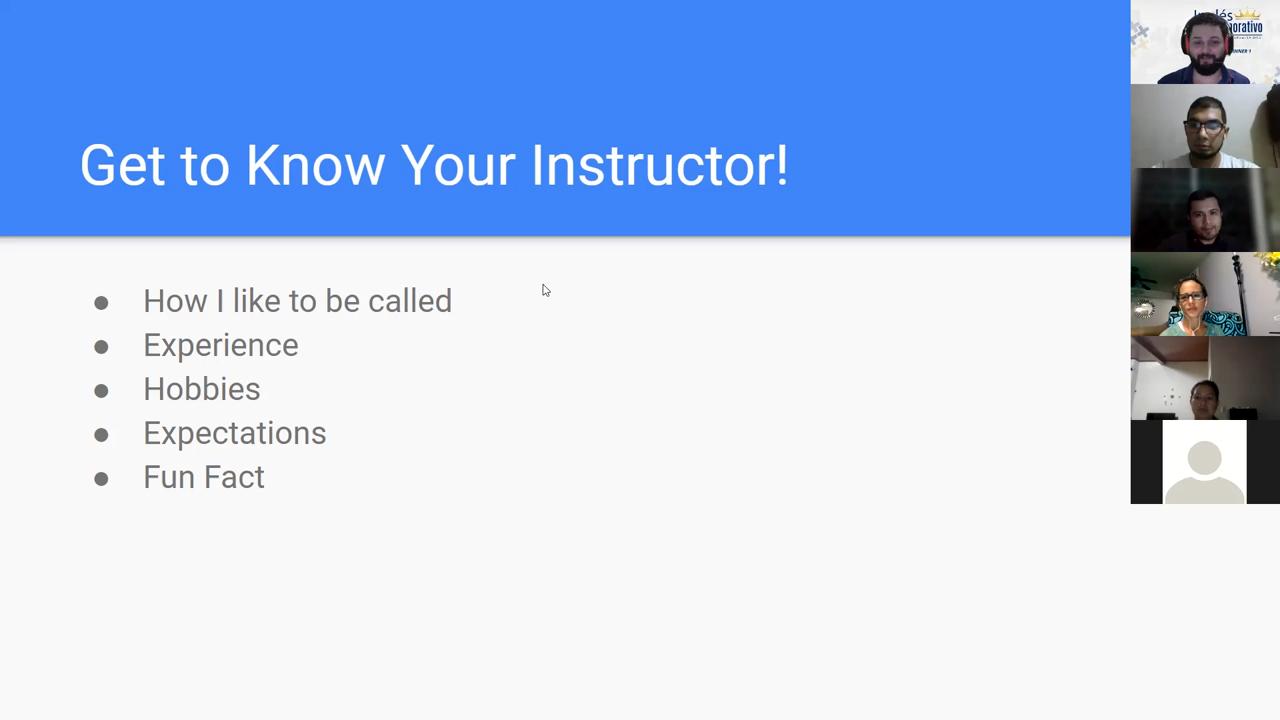 Get to Know Your Instructor!
● How I like to be called
● Experience
● Hobbies
● Expectations
● Fun Fact